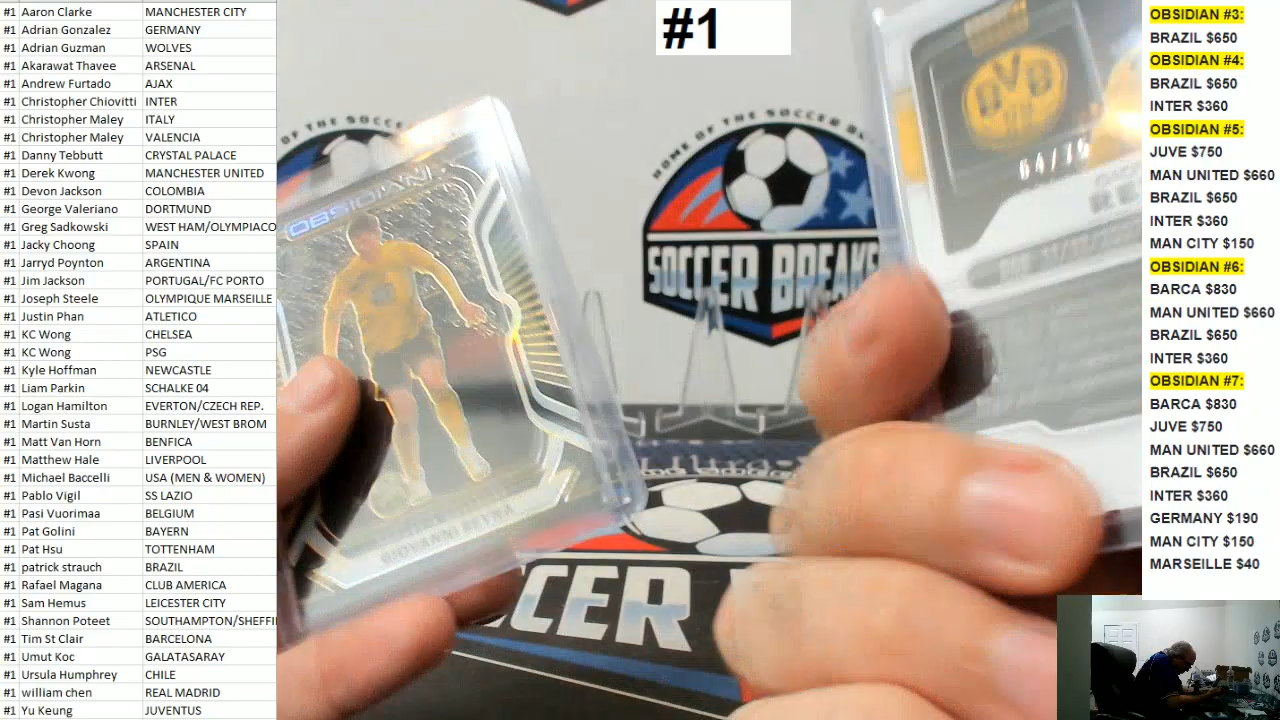 #1 Aaron Clarke MANCHESTER CITY
#1 Adrian Gonzalez GERMANY
#1 Adrian Guzman WOLVES
#1 Akarawat Thavee ARSENAL
#1 Andrew Furtado AJAX
#1 Christopher Chiovitti INTER
#1 Christopher Maley ITALY
#1 Christopher Maley VALENCIA
#1 Danny Tebbutt CRYSTAL PALACE
#1 Derek Kwong MANCHESTER UNITED
#1 Devon Jackson COLOMBIA
#1 George Valeriano DORTMUND
#1 Greg Sadkowski WEST HAM/OLYMPIACO
#1 Jacky Choong SPAIN
#1 Jarryd Poynton ARGENTINA
#1 Jim Jackson PORTUGAL/FC PORTO
#1 Joseph Steele OLYMPIQUE MARSEILLE
#1 Justin Phan ATLETICO
#1 KC Wong CHELSEA
#1 KC Wong PSG
#1 Kyle Hoffman NEWCASTLE
#1 Liam Parkin SCHALKE 04
#1 Logan Hamilton EVERTON/CZECH REP.
#1 Martin Susta BURNLEY/WEST BROM
#1 Matt Van Horn BENFICA
#1 Matthew Hale LIVERPOOL
#1 Michael Baccelli USA (MEN & WOMEN)
#1 Pablo Vigil SS LAZIO
#1 Pasi Vuorimaa BELGIUM
#1 Pat Golini BAYERN
#1 Pat Hsu TOTTENHAM
#1 patrick strauch BRAZIL
#1 Rafael Magana CLUB AMERICA
#1 Sam Hemus LEICESTER CITY
#1 Shannon Poteet SOUTHAMPTON/SHEFFI
#1 Tim St Clair BARCELONA
#1 Umut Koc GALATASARAY
#1 Ursula Humphrey CHILE
#1 william chen REAL MADRID
#1 Yu Keung JUVENTUS
#1
OF THE SOCCE
HOME OF THE SOCCER B
SOCCER BREAKE
OBSIDIAN
BVB
CCER
OBSIDIAN #3:
BRAZIL $650
OBSIDIAN #4:
BRAZIL $650
INTER $360
OBSIDIAN #5:
JUVE $750
MAN UNITED $660
BRAZIL $650
INTER $360
MAN CITY $150
OBSIDIAN #6:
BARCA $830
MAN UNITED $660
BRAZIL $650
INTER $360
OBSIDIAN #7:
BARCA $830
JUVE $750
MAN UNITED $660
BRAZIL $650
INTER $360
GERMANY $190
MAN CITY $150
MARSEILLE $40